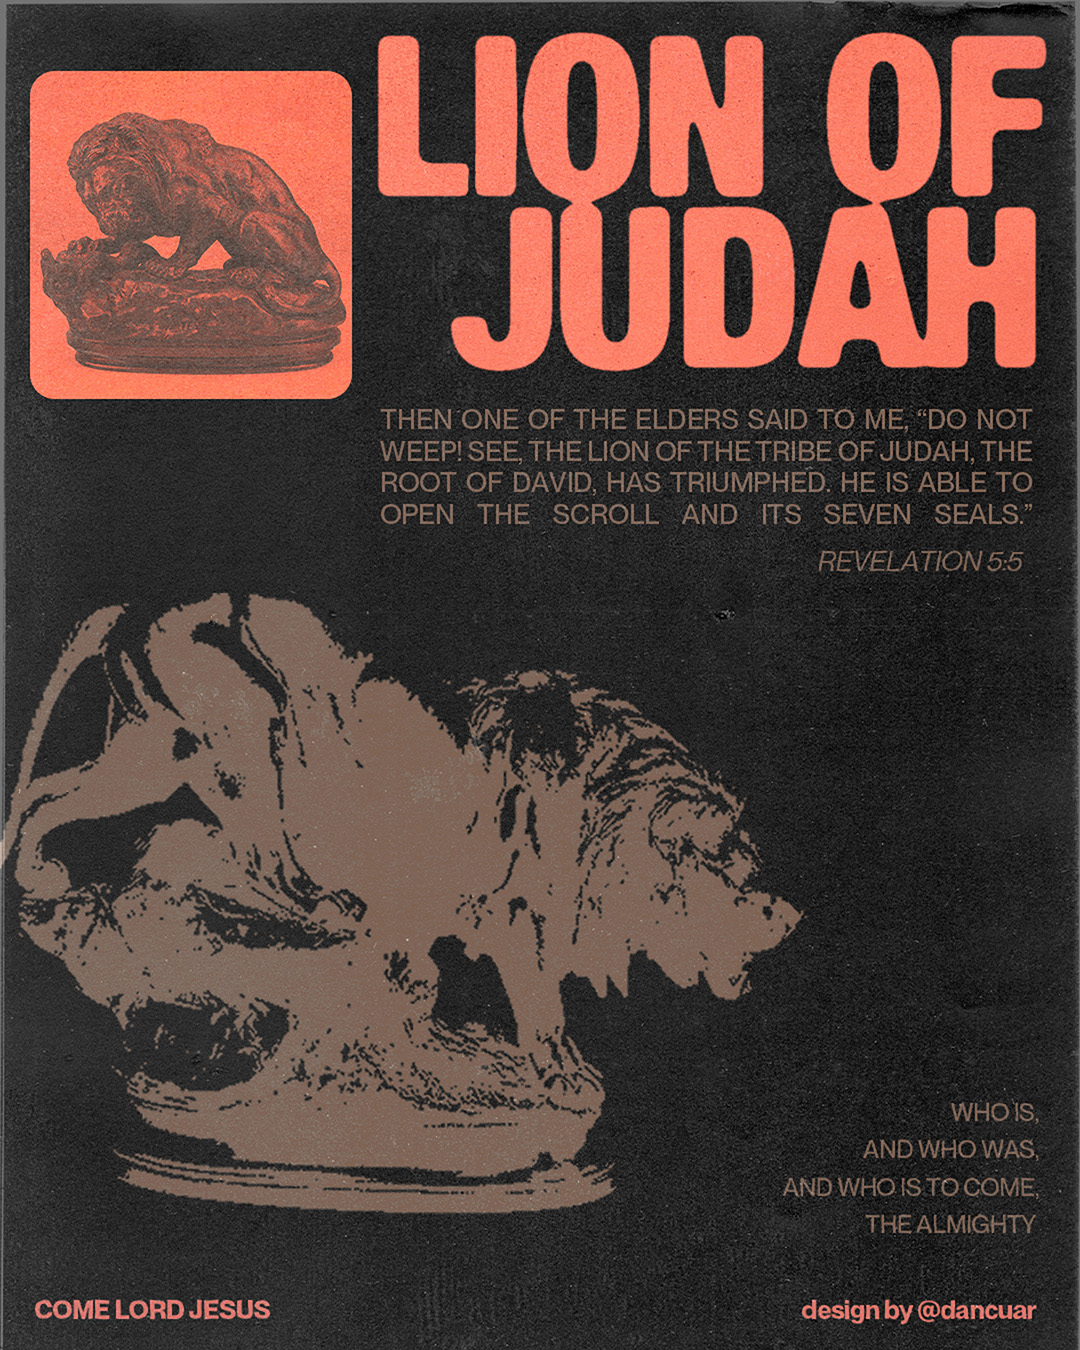 LION OF
JUDAH
THEN ONE OF THE ELDERS SAID TO ME, “DO NOT
WEEP! SEE, THE LION OF THE TRIBE OF JUDAH, THE
ROOT OF DAVID, HAS TRIUMPHED. HE IS ABLE TO
OPEN THE SCROLL AND ITS SEVEN SEALS.”
REVELATION 5:5
WHO IS,
AND WHO WAS,
AND WHO IS TO COME,
THE ALMIGHTY
COME LORD JESUS
design by @dancuar